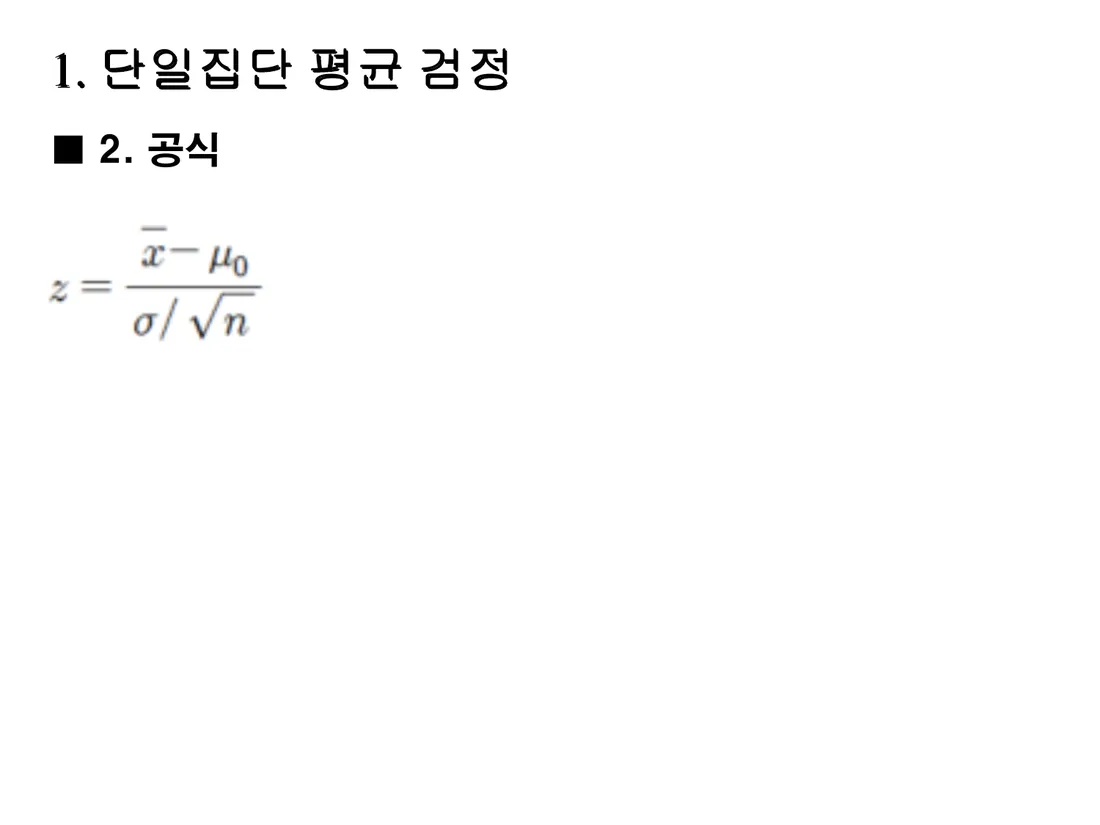 1. 단일집단 평균 검정
■ 2. 공식
z = (x̄ − μ₀) / (σ/√n)